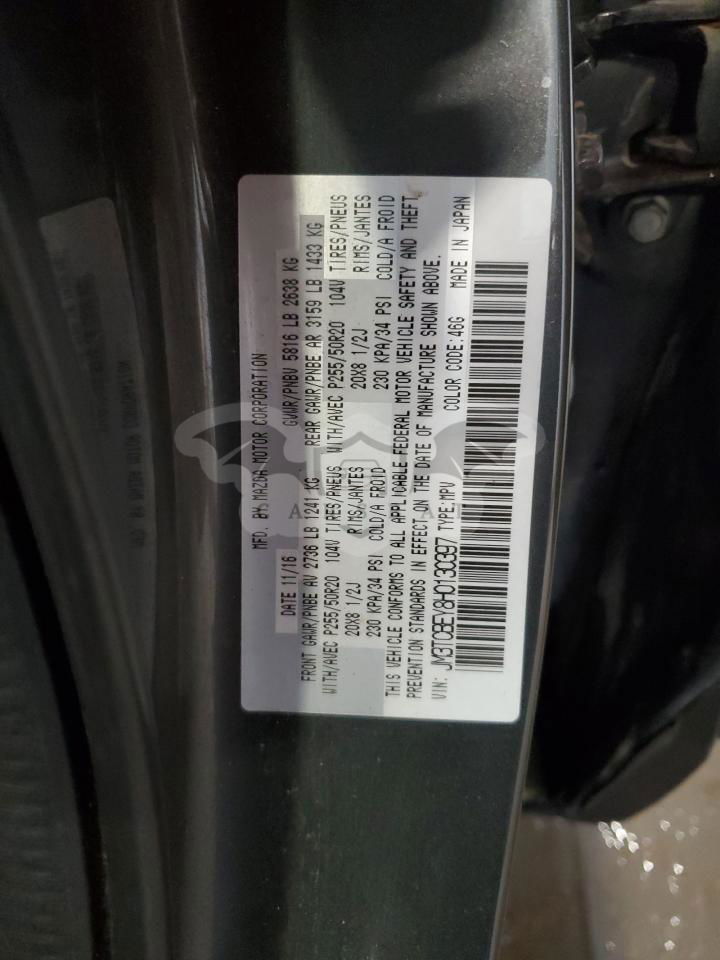 MFD. BY MAZDA MOTOR CORPORATION
DATE 11/16 GVWR/PNBV 5816 LB 2638 KG
FRONT GAWR/PNBE AV 2736 LB 1241 KG REAR GAWR/PNBE AR 3159 LB 1433 KG
WITH/AVEC P255/50R20 104V TIRES/PNEUS WITH/AVEC P255/50R20 104V TIRES/PNEUS
20X8 1/2J RIMS/JANTES 20X8 1/2J RIMS/JANTES
230 KPA/34 PSI COLD/A FROID 230 KPA/34 PSI COLD/A FROID
THIS VEHICLE CONFORMS TO ALL APPLICABLE FEDERAL MOTOR VEHICLE SAFETY AND THEFT
PREVENTION STANDARDS IN EFFECT ON THE DATE OF MANUFACTURE SHOWN ABOVE.
VIN: JM3TCBEY8H0130397 TYPE:MPV COLOR CODE:46G MADE IN JAPAN